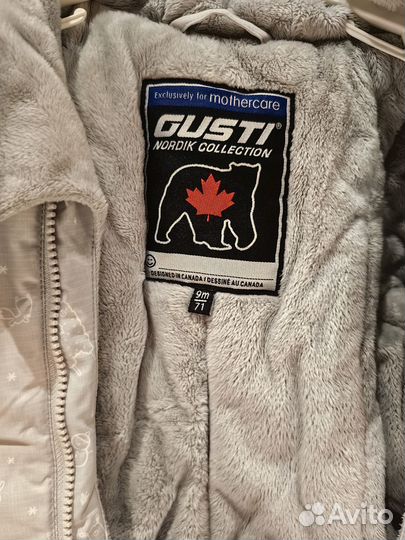 Exclusively for mothercare
GUSTI®
NORDIK COLLECTION
DESIGNED IN CANADA / DESSINÉ AU CANADA
9m
71
Avito